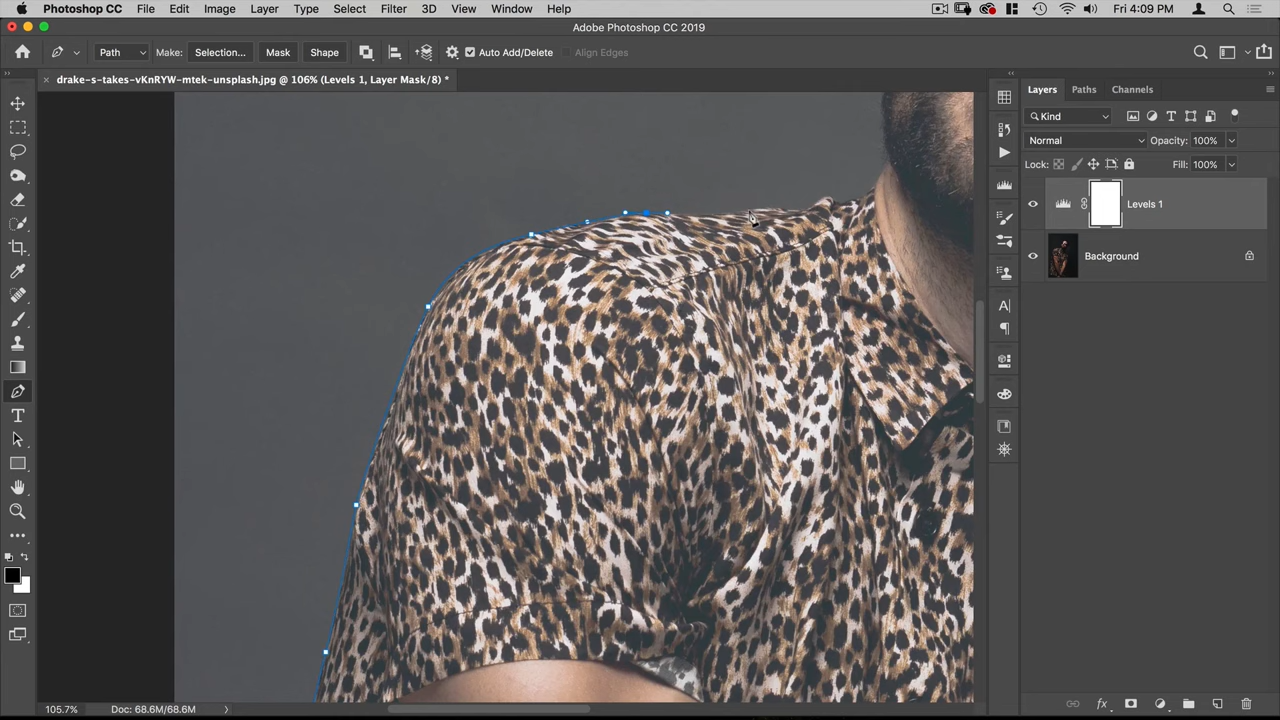 Photoshop CC File Edit Image Layer Type Select Filter 3D View Window Help Fri 4:09 PM
Adobe Photoshop CC 2019
Path Make: Selection... Mask Shape Auto Add/Delete Align Edges
drake-s-takes-vKnRYW-mtek-unsplash.jpg @ 106% (Levels 1, Layer Mask/8) *
Layers Paths Channels
Kind
Normal Opacity: 100%
Lock: Fill: 100%
Levels 1
Background
105.7% Doc: 68.6M/68.6M